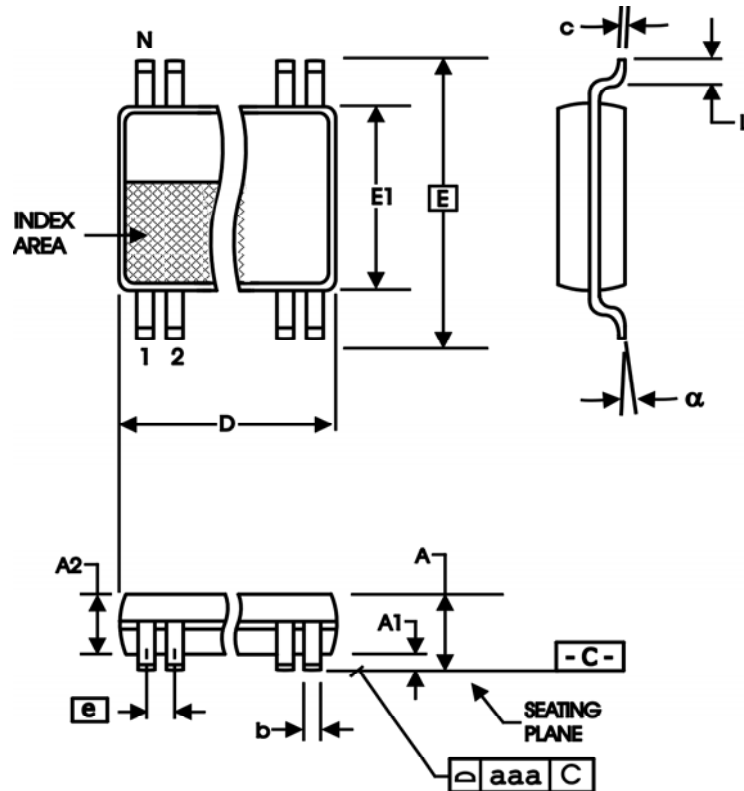 N
c
L
E1
E
INDEX
AREA
1 2
α
D
A2
A
A1
-C-
e
b
SEATING
PLANE
D aaa C